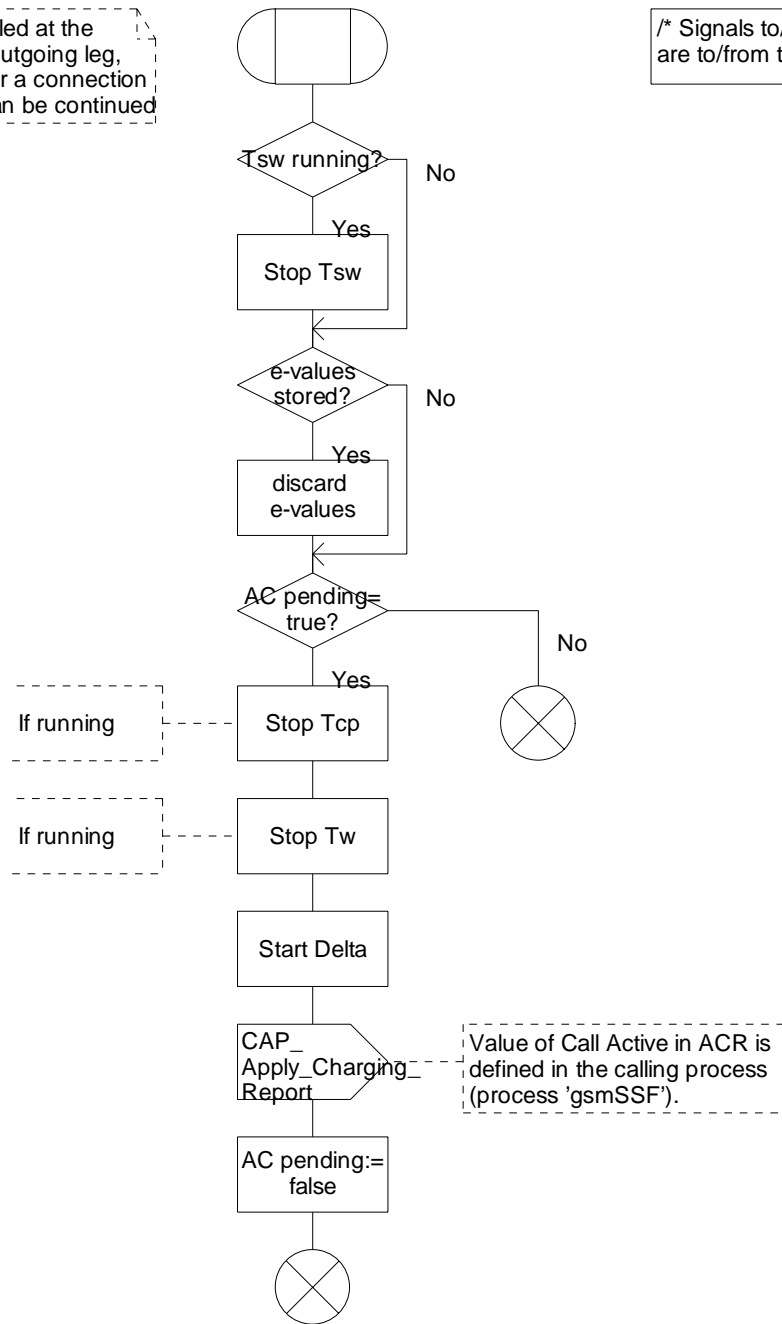 led at the
utgoing leg,
r a connection
an be continued
/* Signals to/
are to/from t
Tsw running?
No
Yes
Stop Tsw
e-values
stored?
No
Yes
discard
e-values
AC pending=
true?
No
Yes
If running
Stop Tcp
If running
Stop Tw
Start Delta
CAP_
Apply_Charging_
Report
Value of Call Active in ACR is
defined in the calling process
(process 'gsmSSF').
AC pending:=
false